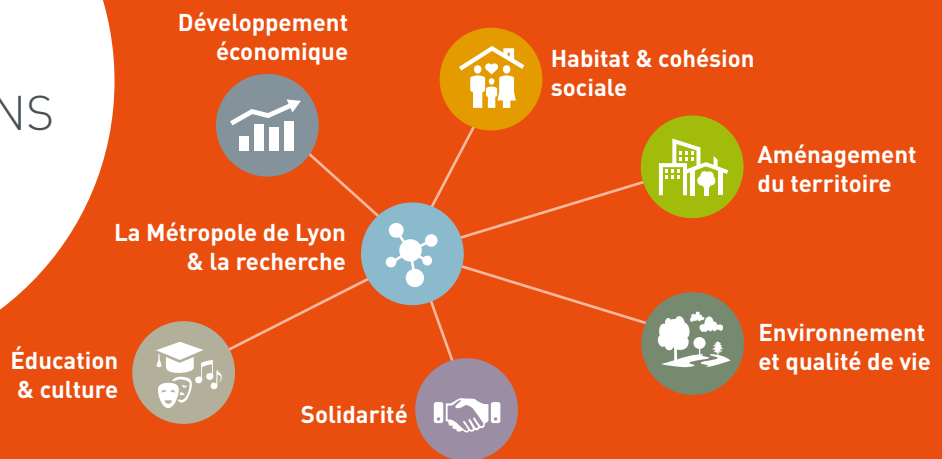 NS
Développement
économique
Habitat & cohésion
sociale
Aménagement
du territoire
La Métropole de Lyon
& la recherche
Environnement
et qualité de vie
Éducation
& culture
Solidarité